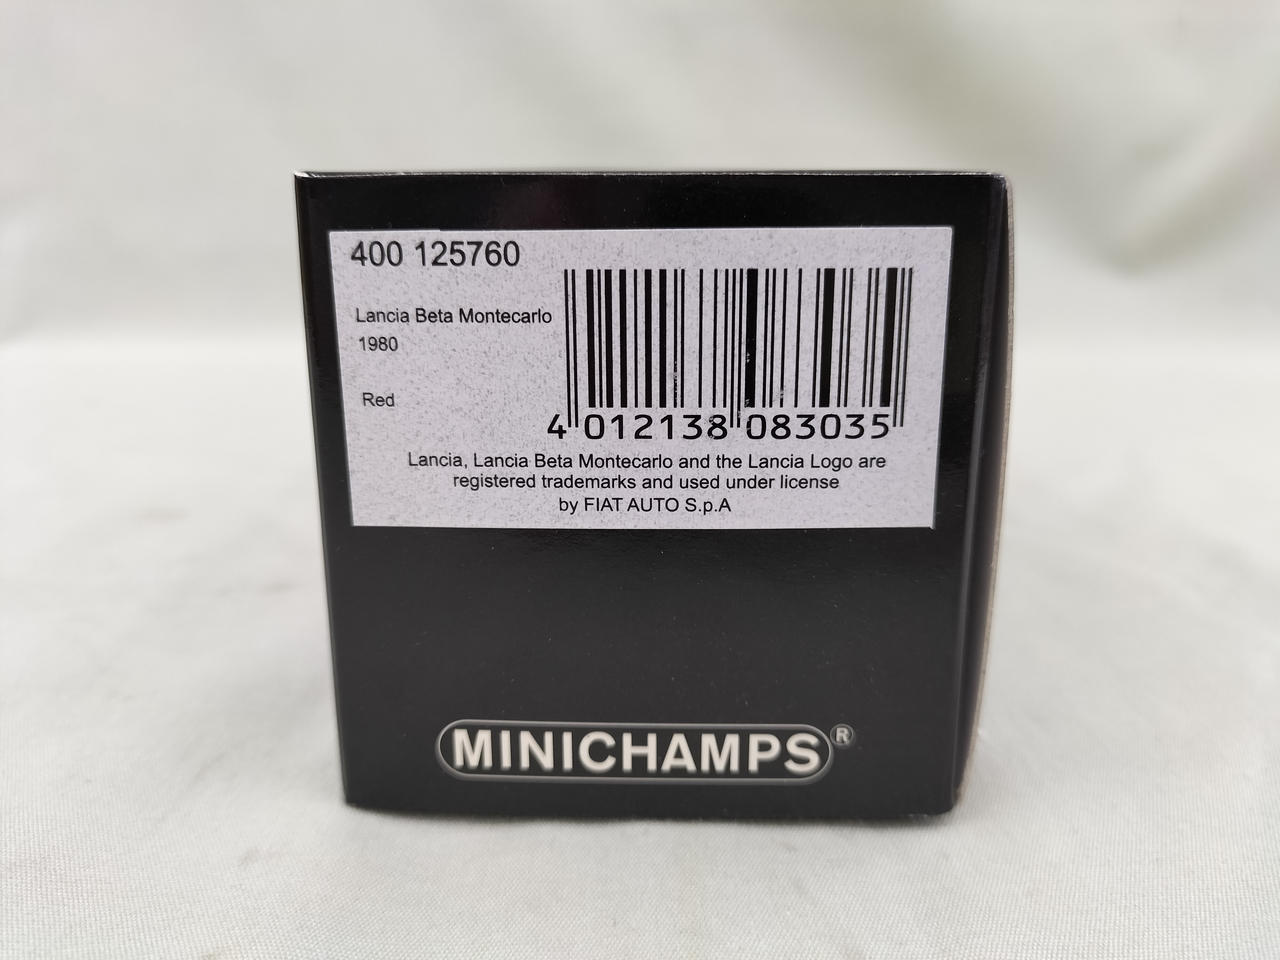 400 125760
Lancia Beta Montecarlo
1980
Red
4 012138 083035
Lancia, Lancia Beta Montecarlo and the Lancia Logo are
registered trademarks and used under license
by FIAT AUTO S.p.A
MINICHAMPS®